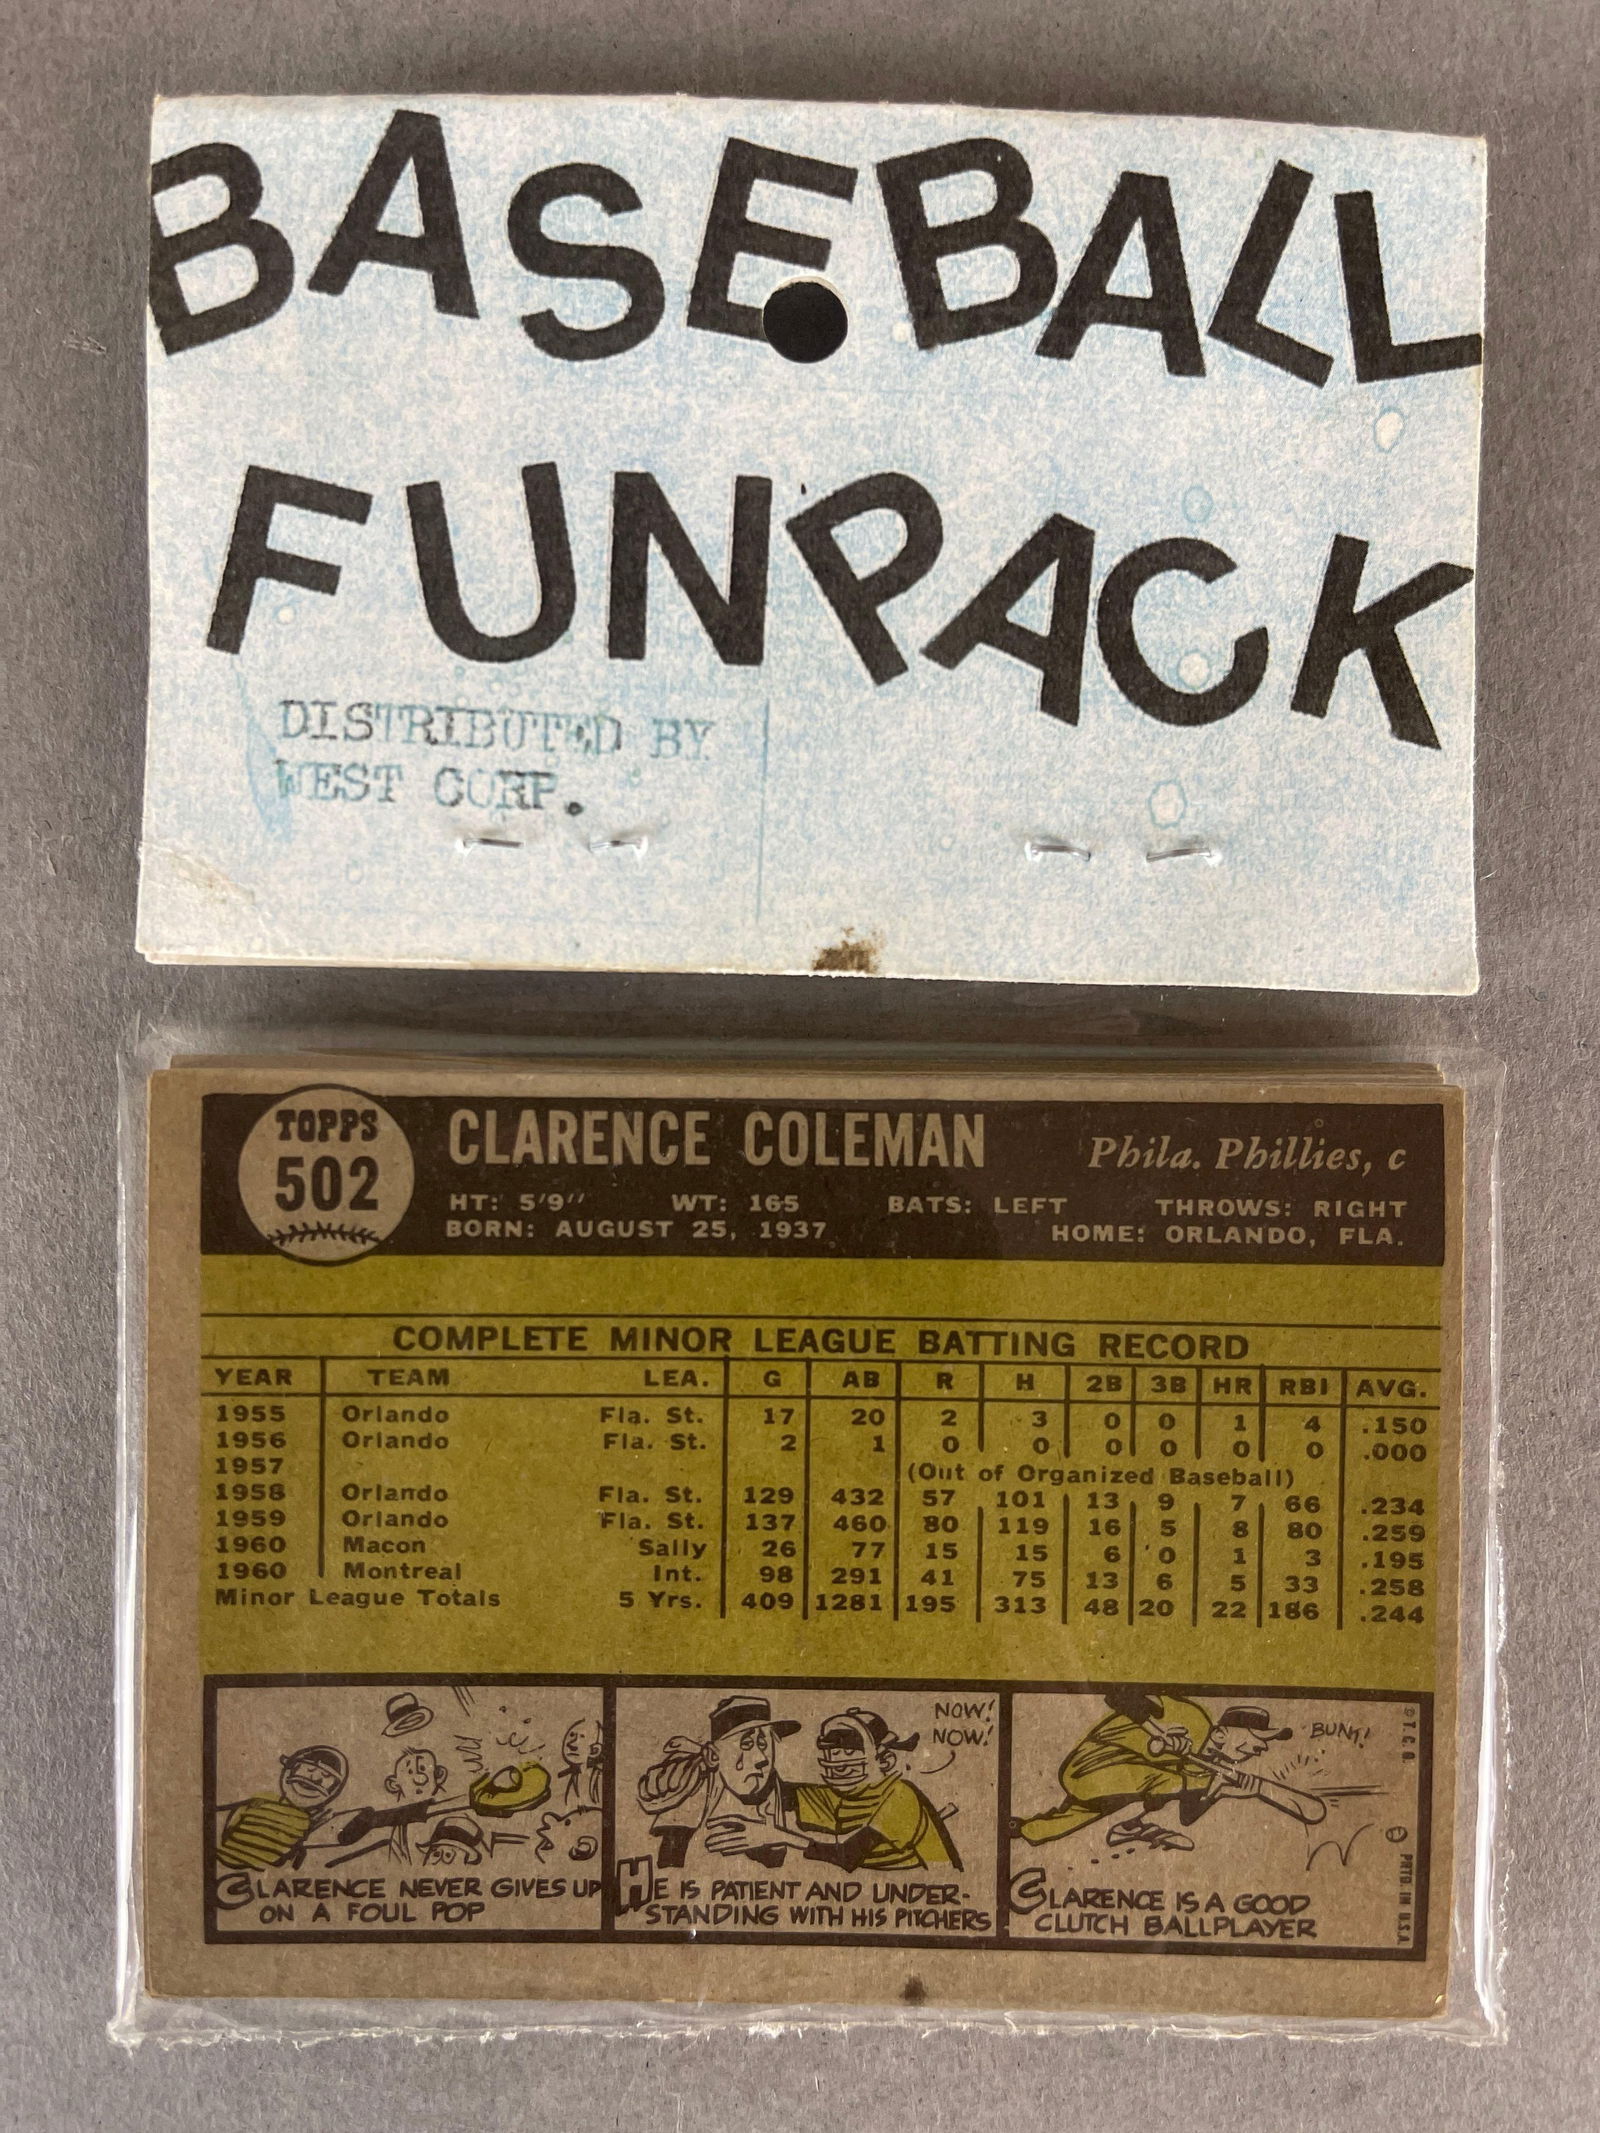 BASEBALL
FUNPACK
DISTRIBUTED BY
WEST CORP.
TOPPS
502
CLARENCE COLEMAN Phila. Phillies, c
HT: 5'9" WT: 165 BATS: LEFT THROWS: RIGHT
BORN: AUGUST 25, 1937 HOME: ORLANDO, FLA.
COMPLETE MINOR LEAGUE BATTING RECORD
YEAR TEAM LEA. G AB R H 2B 3B HR RBI AVG.
1955 Orlando Fla. St. 17 20 2 3 0 0 1 4 .150
1956 Orlando Fla. St. 2 1 0 0 0 0 0 0 .000
1957 (Out of Organized Baseball)
1958 Orlando Fla. St. 129 432 57 101 13 9 7 66 .234
1959 Orlando Fla. St. 137 460 80 119 16 5 8 80 .259
1960 Macon Sally 26 77 15 15 6 0 1 3 .195
1960 Montreal Int. 98 291 41 75 13 6 5 33 .258
Minor League Totals 5 Yrs. 409 1281 195 313 48 20 22 186 .244
CLARENCE NEVER GIVES UP
ON A FOUL POP
NOW!
NOW!
HE IS PATIENT AND UNDER-
STANDING WITH HIS PITCHERS
BUNT!
CLARENCE IS A GOOD
CLUTCH BALLPLAYER
© T. C. G.
PRTD. IN U.S.A.